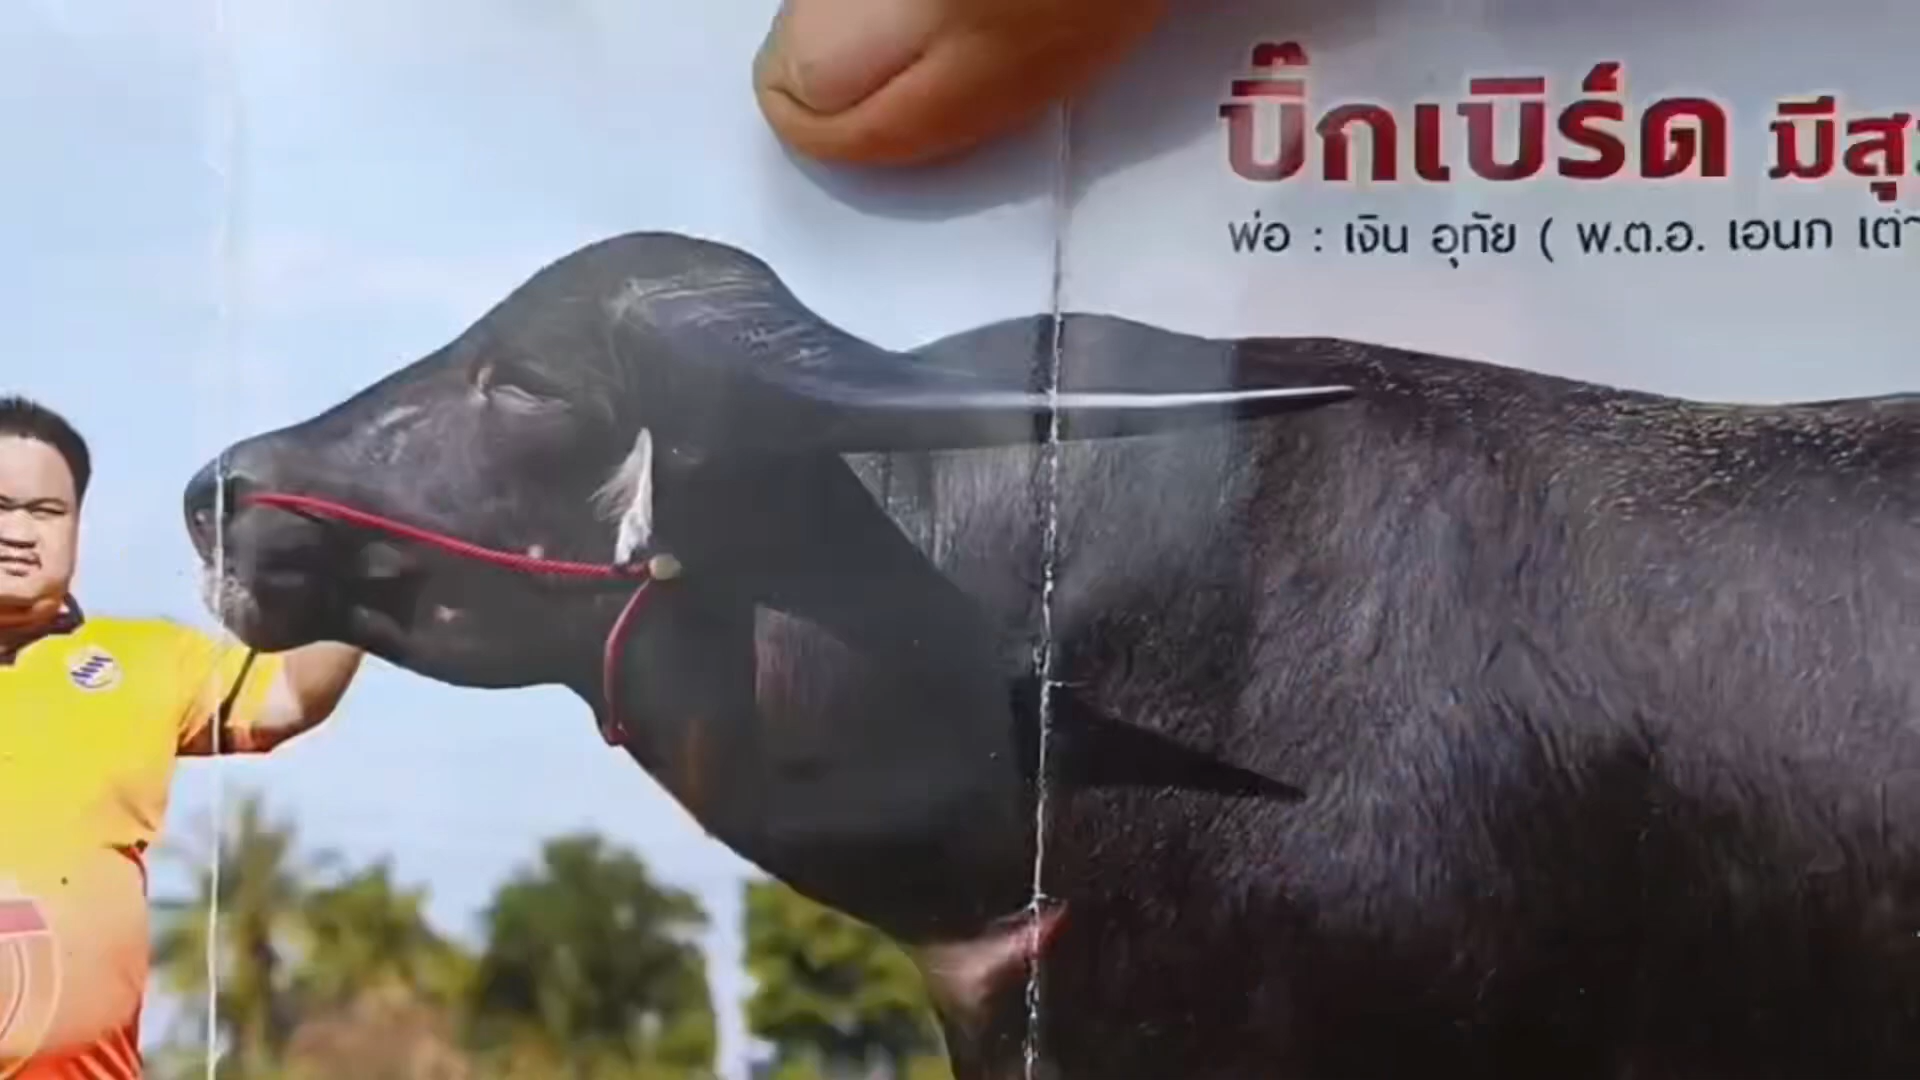 บิ๊กเบิร์ด
พ่อ : เงิน อุทัย ( พ.ต.อ. เอนก